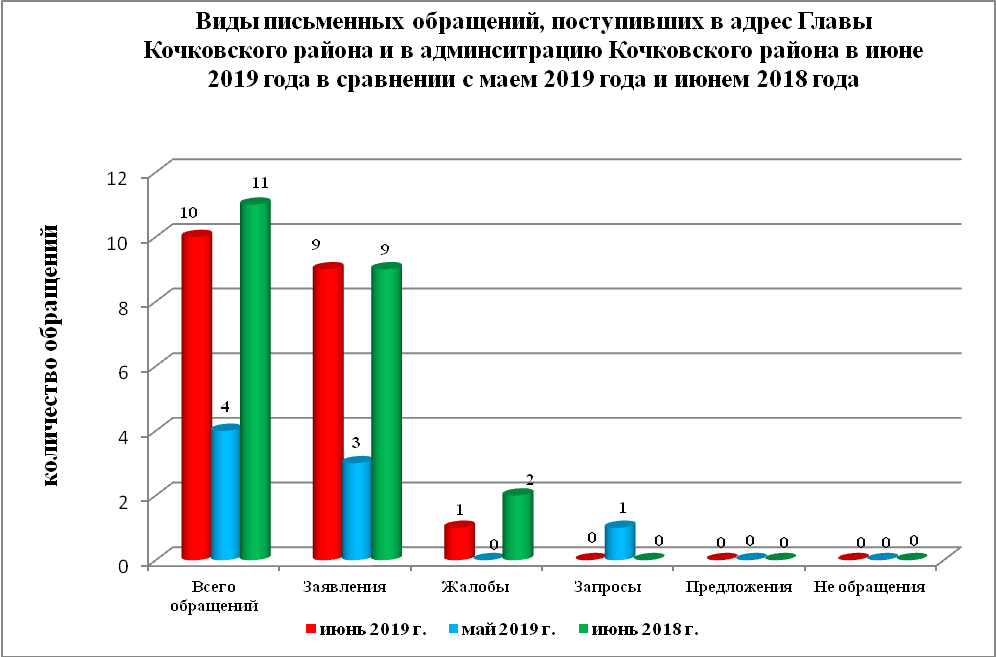 Виды письменных обращений, поступивших в адрес Главы
Кочковского района и в админситрацию Кочковского района в июне
2019 года в сравнении с маем 2019 года и июнем 2018 года
количество обращений
12
10
8
6
4
2
0
10
4
11
9
3
9
1
0
2
0
1
0
0
0
0
0
0
0
Всего
обращений
Заявления
Жалобы
Запросы
Предложения
Не обращения
июнь 2019 г.
май 2019 г.
июнь 2018 г.